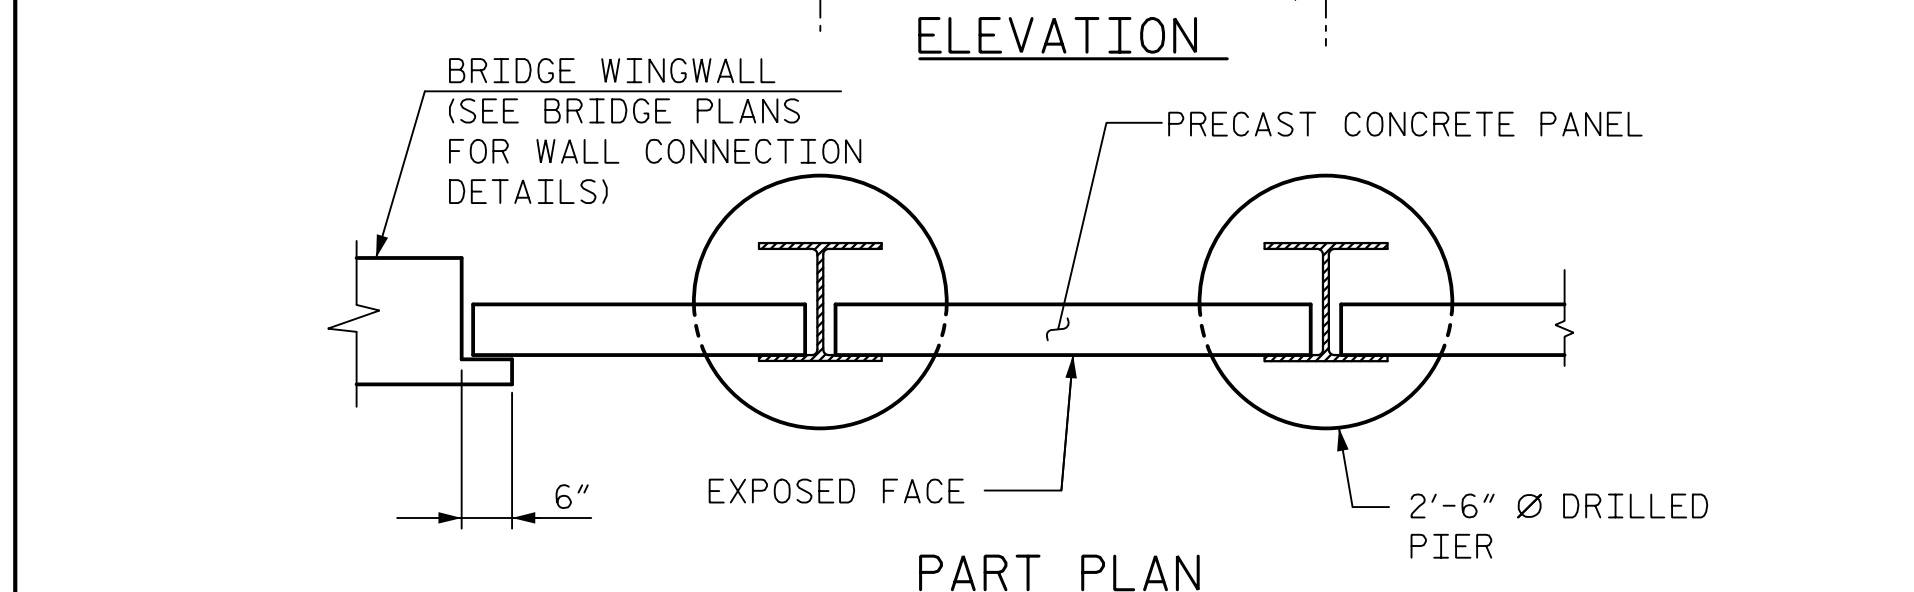 ELEVATION
BRIDGE WINGWALL
(SEE BRIDGE PLANS
FOR WALL CONNECTION
DETAILS)
PRECAST CONCRETE PANEL
EXPOSED FACE
6"
2'-6" Ø DRILLED
PIER
PART PLAN